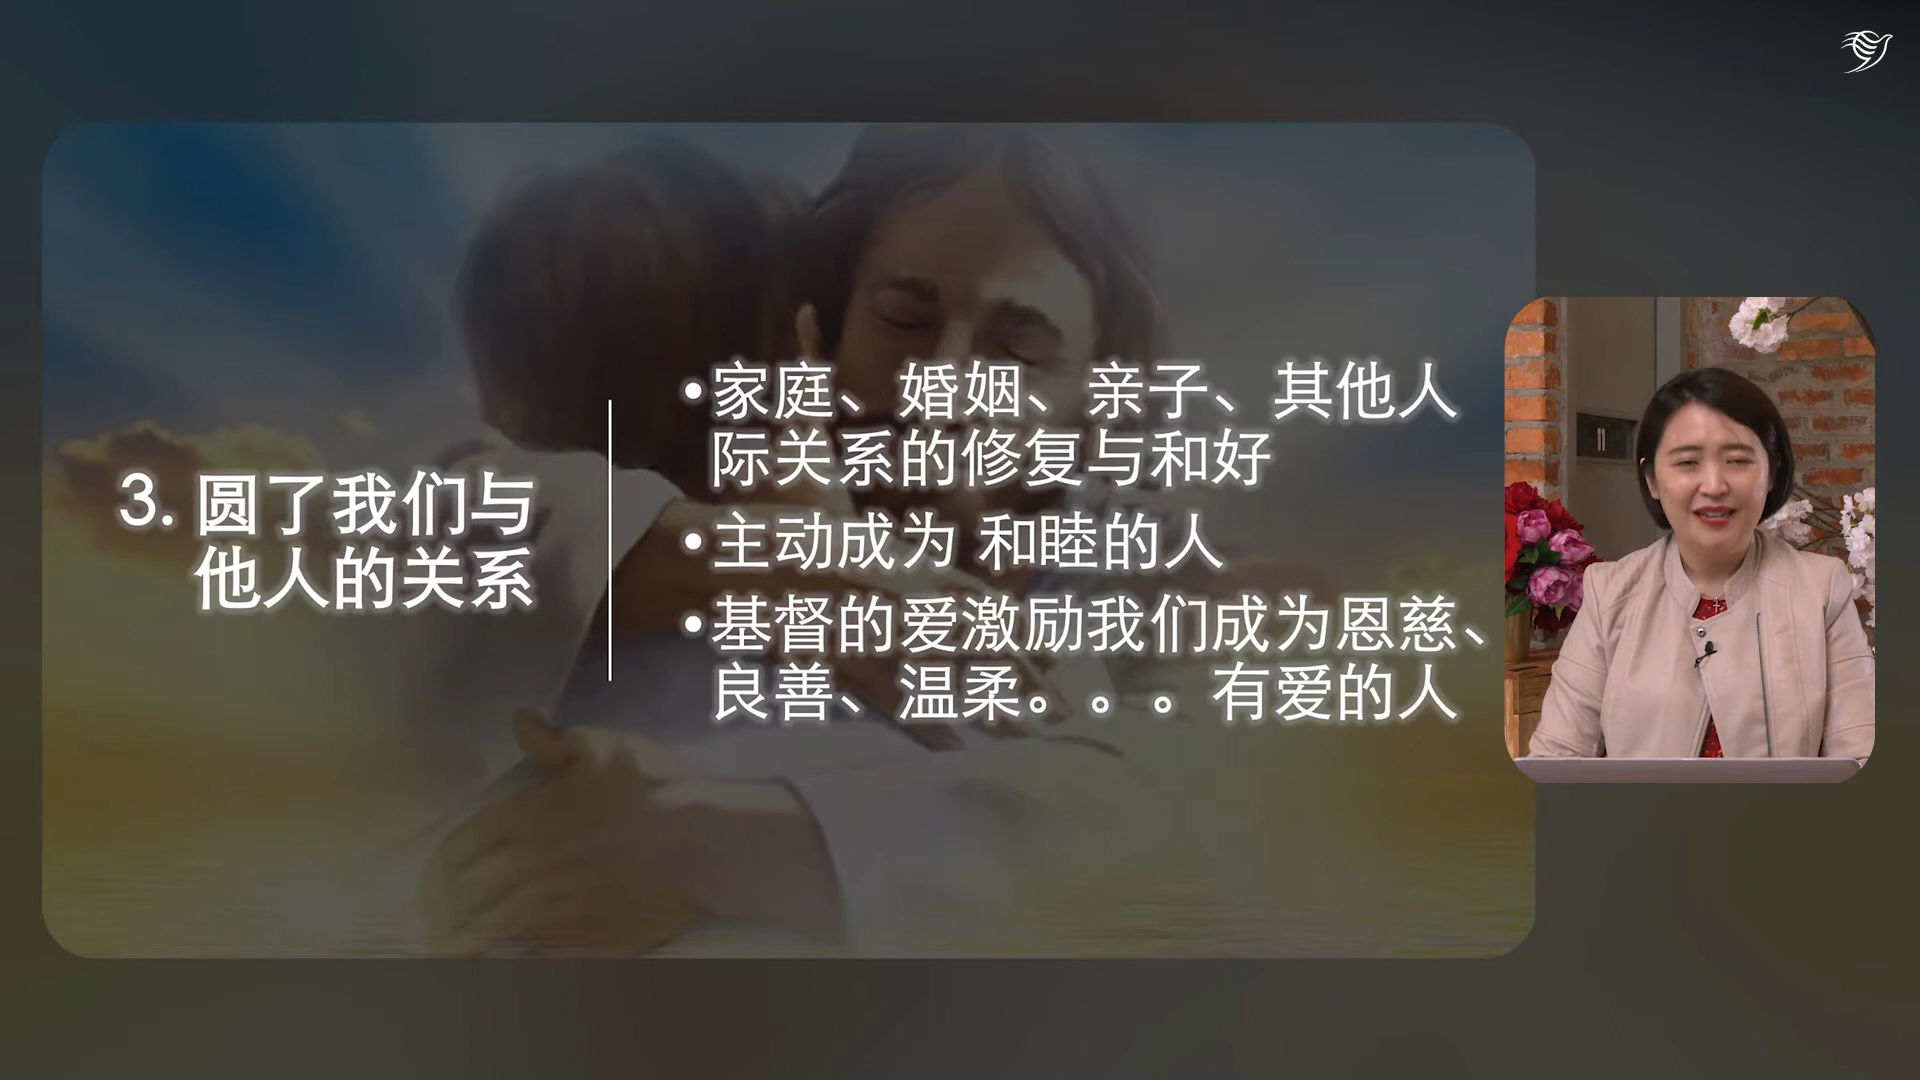 3. 圆了我们与
他人的关系
•家庭、婚姻、亲子、其他人
际关系的修复与和好
•主动成为 和睦的人
•基督的爱激励我们成为恩慈、
良善、温柔。。。有爱的人